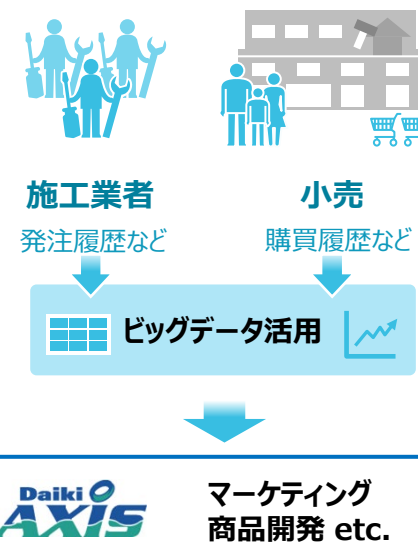 施工業者
小売
発注履歴など
購買履歴など
ビッグデータ活用
Daiki
AXIS
マーケティング
商品開発 etc.